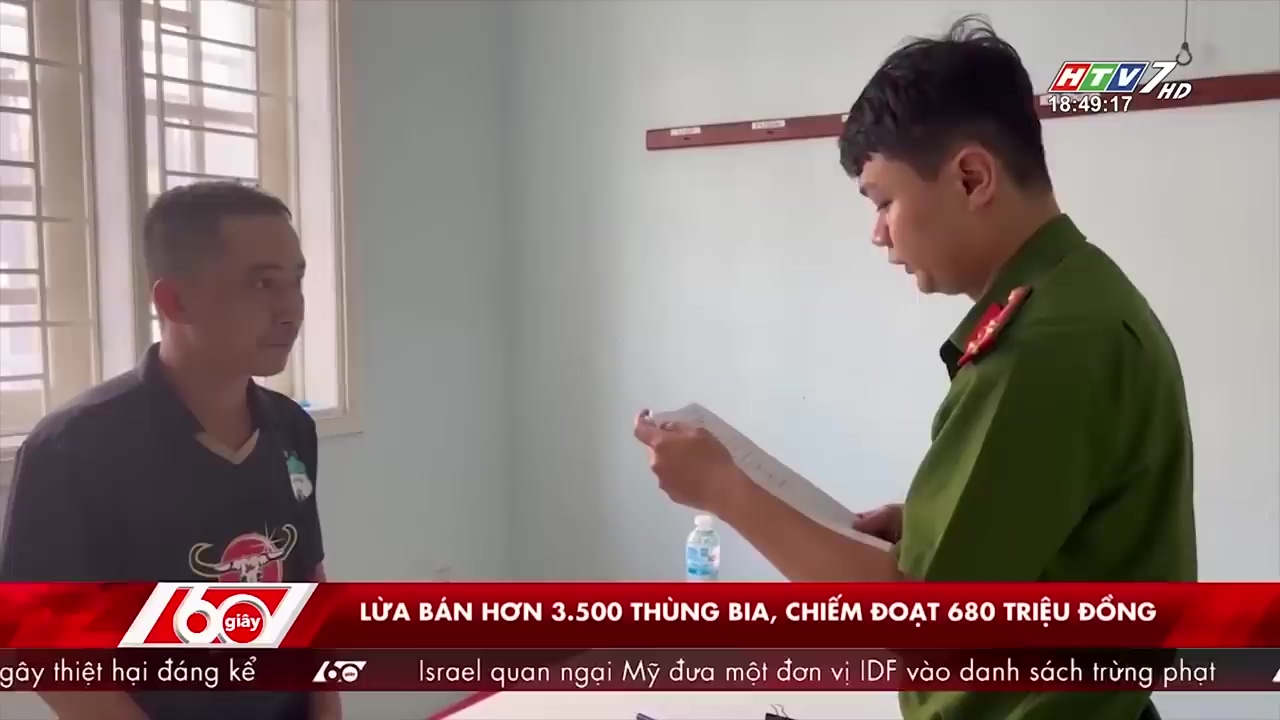 HTV7 HD
18:49:17
60 giây
LỪA BÁN HƠN 3.500 THÙNG BIA, CHIẾM ĐOẠT 680 TRIỆU ĐỒNG
gây thiệt hại đáng kể 60 giây Israel quan ngại Mỹ đưa một đơn vị IDF vào danh sách trừng phạt